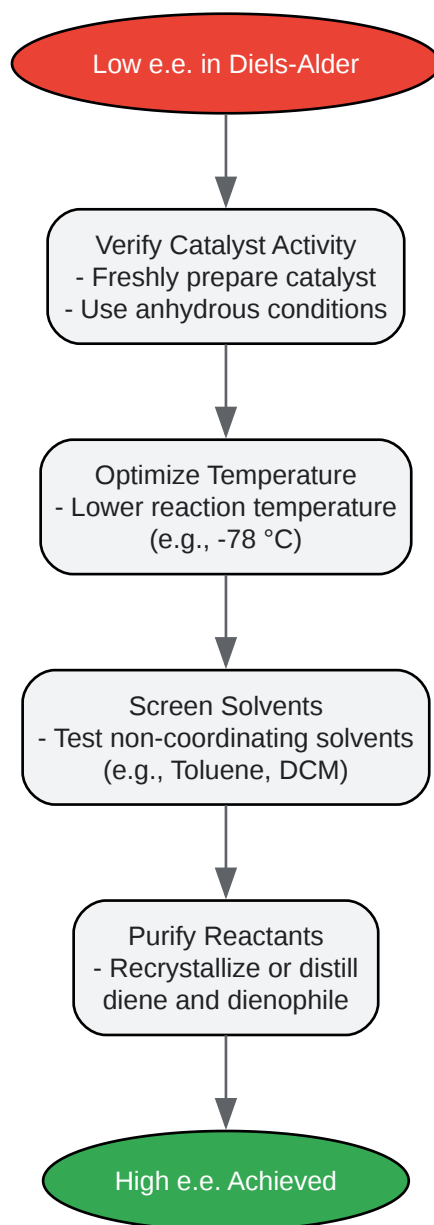 Low e.e. in Diels-Alder
Verify Catalyst Activity
- Freshly prepare catalyst
- Use anhydrous conditions
Optimize Temperature
- Lower reaction temperature
(e.g., -78 °C)
Screen Solvents
- Test non-coordinating solvents
(e.g., Toluene, DCM)
Purify Reactants
- Recrystallize or distill
diene and dienophile
High e.e. Achieved